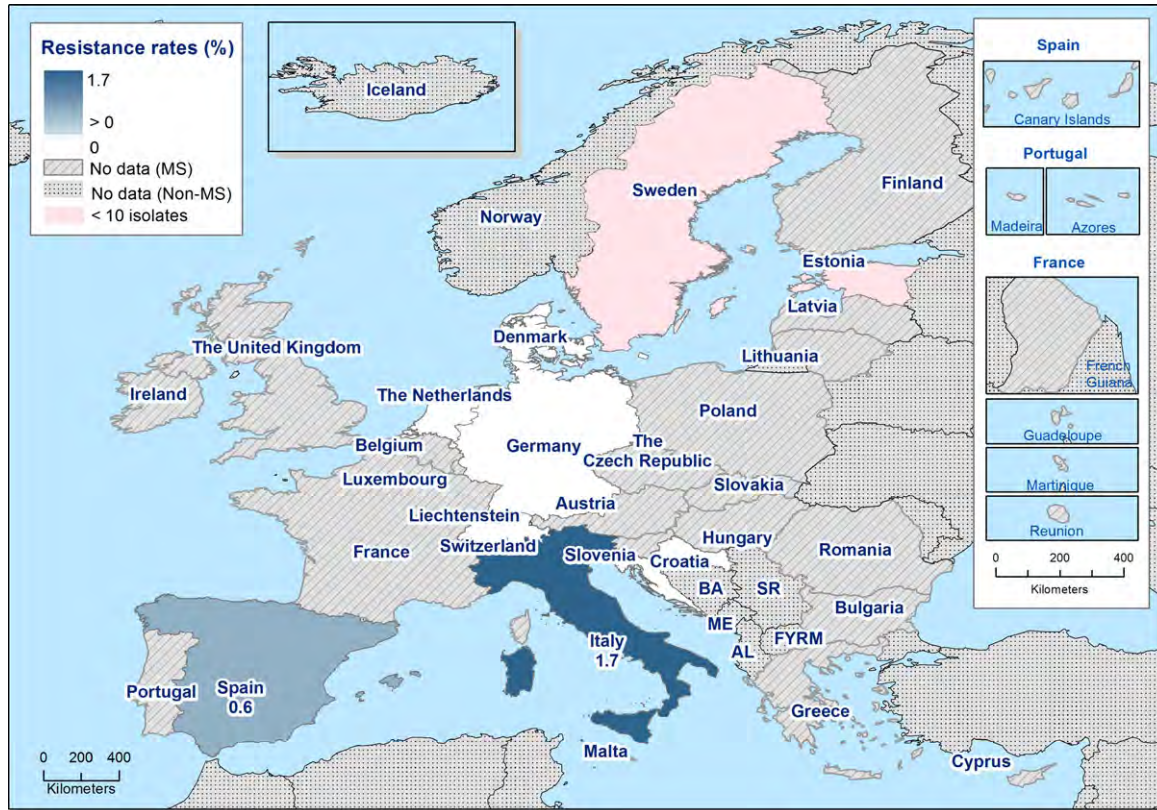 Resistance rates (%)
1.7
> 0
0
No data (MS)
No data (Non-MS)
< 10 isolates
Iceland
Norway
Sweden
Finland
Estonia
Latvia
Lithuania
Denmark
The United Kingdom
Ireland
The Netherlands
Belgium
Luxembourg
Germany
Poland
The
Czech Republic
Slovakia
Austria
Liechtenstein
Switzerland
France
Slovenia
Hungary
Croatia
Romania
BA
SR
Bulgaria
ME
FYRM
AL
Italy
1.7
Portugal
Spain
0.6
Greece
Malta
Cyprus
0 200 400
Kilometers
Spain
Canary Islands
Portugal
Madeira
Azores
France
French
Guiana
Guadeloupe
Martinique
Reunion
0 200 400
Kilometers